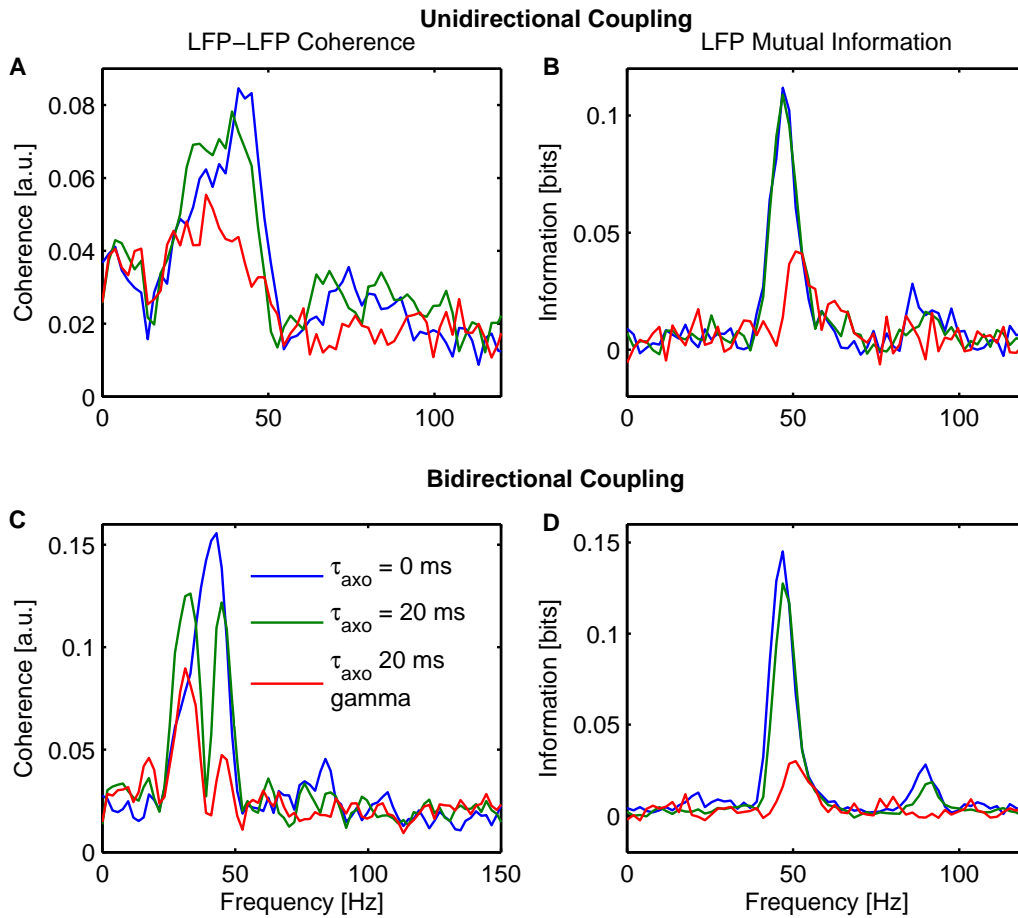 Unidirectional Coupling
LFP−LFP Coherence
LFP Mutual Information
A
B
0.08
0.06
0.04
0.02
0
Coherence [a.u.]
0
50
100
0.1
0.05
0
Information [bits]
0
50
100
Bidirectional Coupling
C
D
0.15
0.1
0.05
0
Coherence [a.u.]
τaxo = 0 ms
τaxo = 20 ms
τaxo 20 ms
gamma
0
50
100
150
Frequency [Hz]
0.15
0.1
0.05
0
Information [bits]
0
50
100
Frequency [Hz]